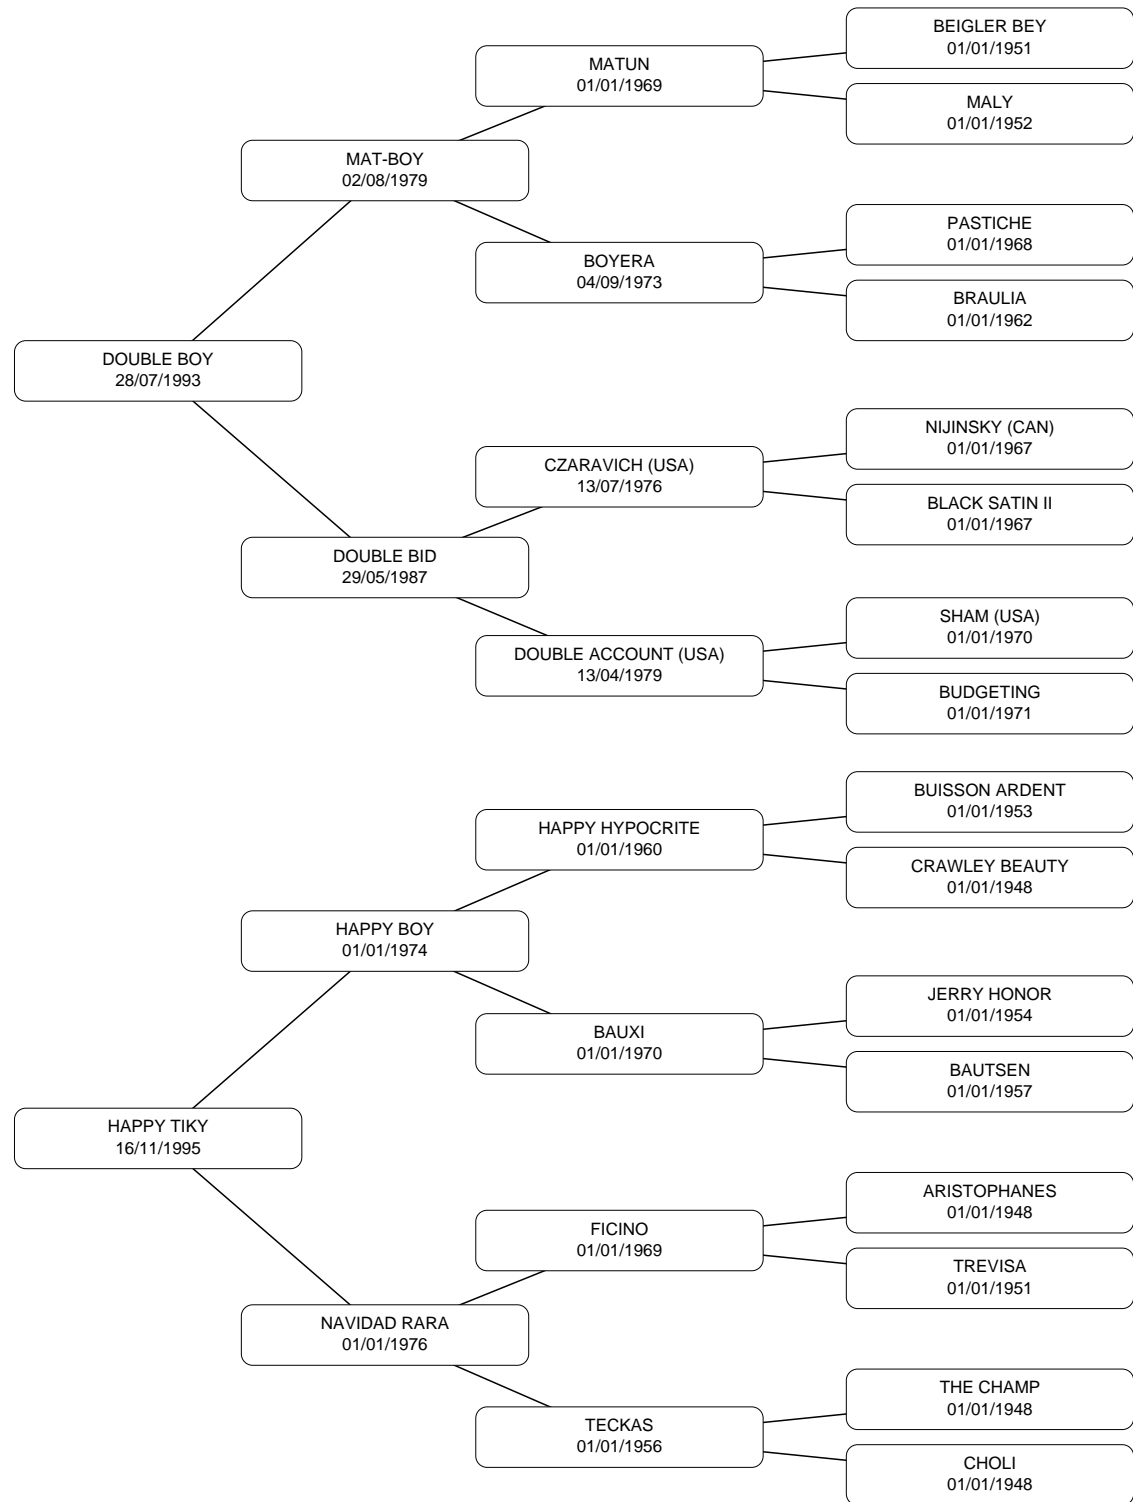 BEIGLER BEY
01/01/1951
MATUN
01/01/1969
MALY
01/01/1952
MAT-BOY
02/08/1979
PASTICHE
01/01/1968
BOYERA
04/09/1973
BRAULIA
01/01/1962
DOUBLE BOY
28/07/1993
NIJINSKY (CAN)
01/01/1967
CZARAVICH (USA)
13/07/1976
BLACK SATIN II
01/01/1967
DOUBLE BID
29/05/1987
SHAM (USA)
01/01/1970
DOUBLE ACCOUNT (USA)
13/04/1979
BUDGETING
01/01/1971
BUISSON ARDENT
01/01/1953
HAPPY HYPOCRITE
01/01/1960
CRAWLEY BEAUTY
01/01/1948
HAPPY BOY
01/01/1974
JERRY HONOR
01/01/1954
BAUXI
01/01/1970
BAUTSEN
01/01/1957
HAPPY TIKY
16/11/1995
ARISTOPHANES
01/01/1948
FICINO
01/01/1969
TREVISA
01/01/1951
NAVIDAD RARA
01/01/1976
THE CHAMP
01/01/1948
TECKAS
01/01/1956
CHOLI
01/01/1948